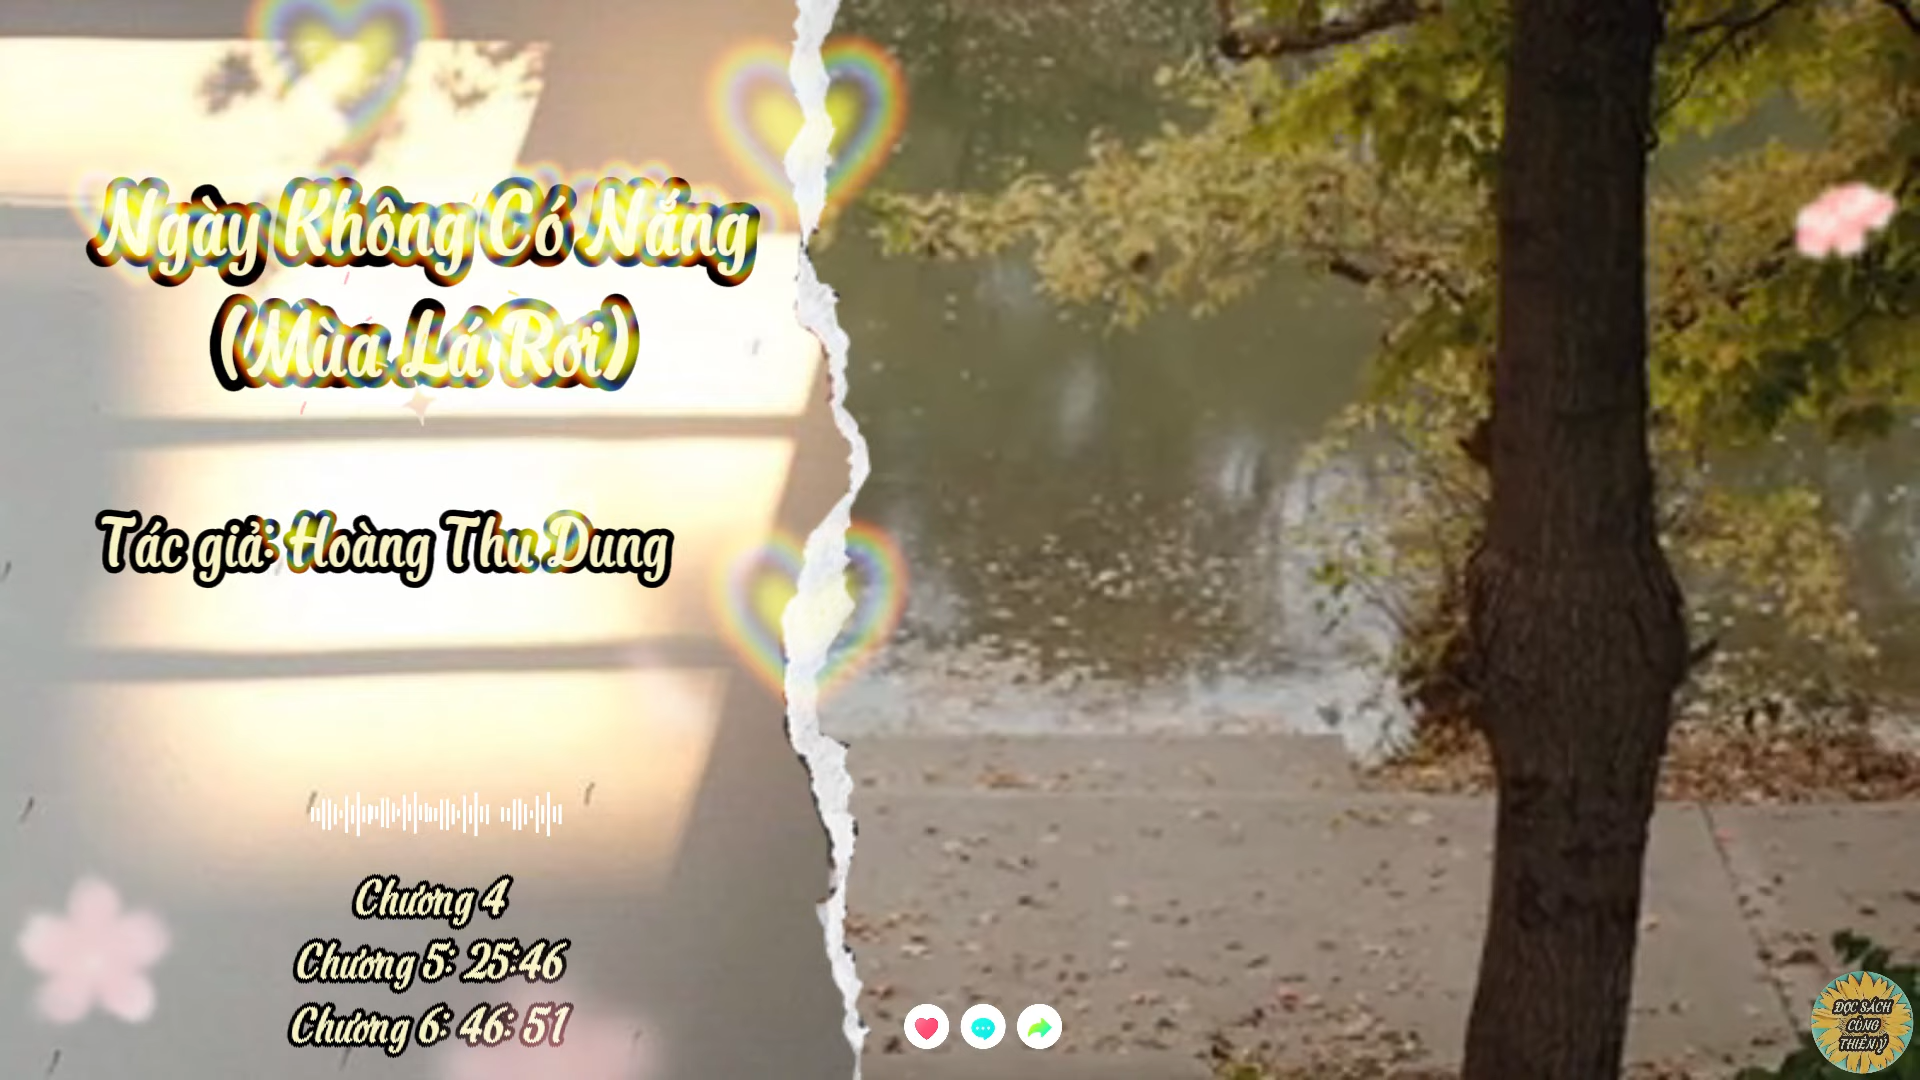 Ngày Không Có Nắng
(Mùa Lá Rơi)
Tác giả: Hoàng Thu Dung
Chương 4
Chương 5: 25:46
Chương 6: 46: 51
ĐỌC SÁCH
CÙNG
THIÊN Ý